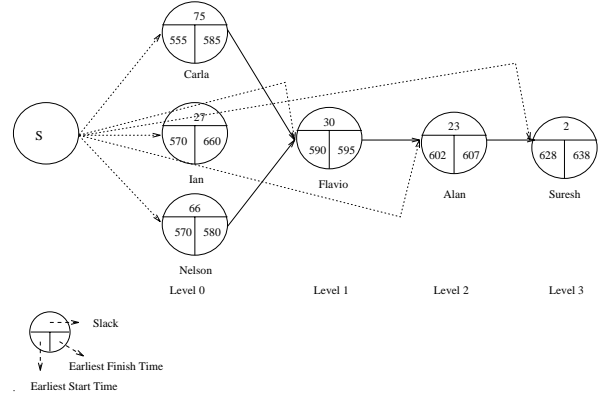 75
555 585
Carla
S
27
570 660
Ian
30
590 595
Flavio
23
602 607
Alan
2
628 638
Suresh
66
570 580
Nelson
Level 0 Level 1 Level 2 Level 3
Slack
Earliest Finish Time
Earliest Start Time